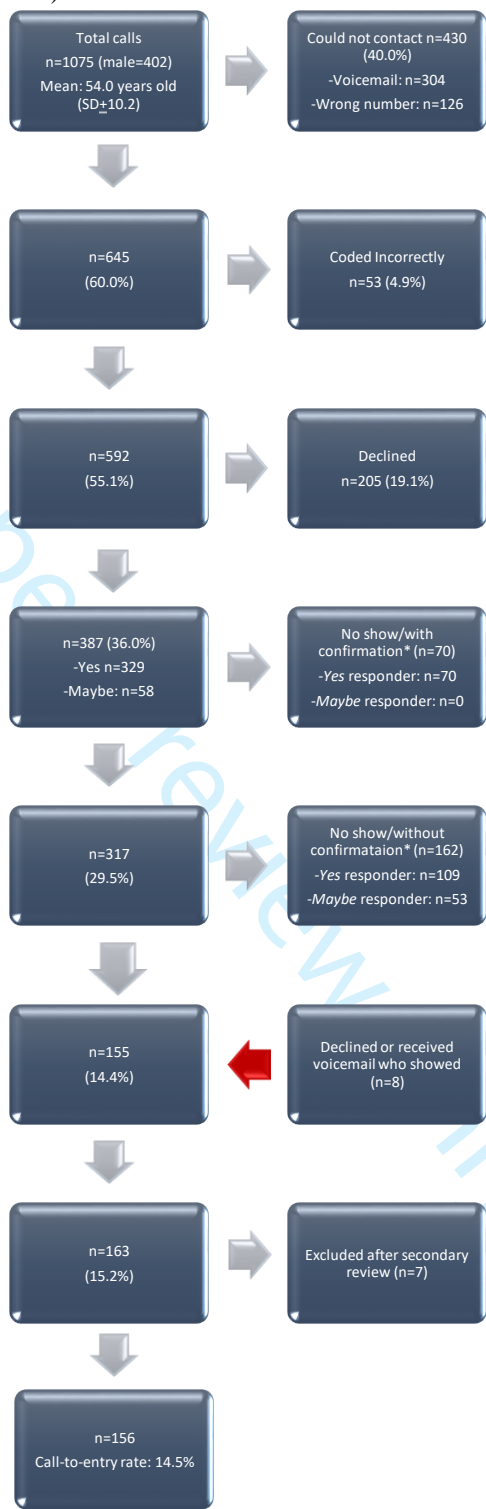 Total calls
n=1075 (male=402)
Mean: 54.0 years old
(SD±10.2)
Could not contact n=430
(40.0%)
-Voicemail: n=304
-Wrong number: n=126
n=645
(60.0%)
Coded Incorrectly
n=53 (4.9%)
n=592
(55.1%)
Declined
n=205 (19.1%)
n=387 (36.0%)
-Yes n=329
-Maybe: n=58
No show/with
confirmation* (n=70)
-Yes responder: n=70
-Maybe responder: n=0
n=317
(29.5%)
No show/without
confirmataion* (n=162)
-Yes responder: n=109
-Maybe responder: n=53
n=155
(14.4%)
Declined or received
voicemail who showed
(n=8)
n=163
(15.2%)
Excluded after secondary
review (n=7)
n=156
Call-to-entry rate: 14.5%
review